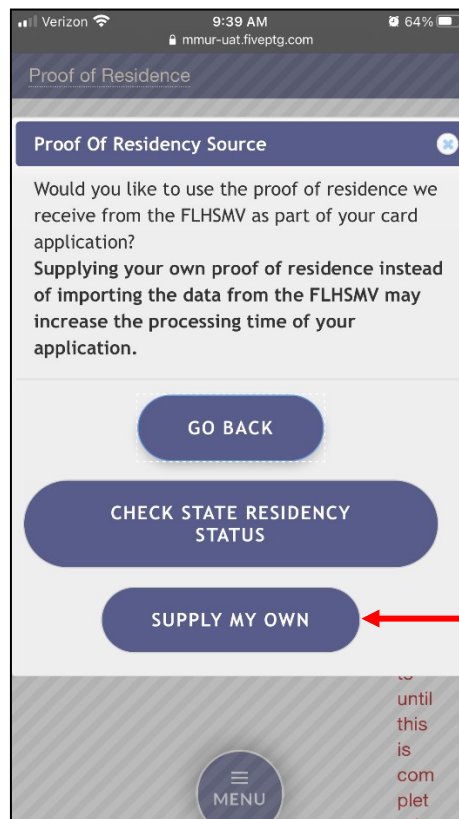 Verizon 9:39 AM 64%
mmur-uat.fiveptg.com
Proof of Residence
Proof Of Residency Source
Would you like to use the proof of residence we
receive from the FLHSMV as part of your card
application?
Supplying your own proof of residence instead
of importing the data from the FLHSMV may
increase the processing time of your
application.
GO BACK
CHECK STATE RESIDENCY
STATUS
SUPPLY MY OWN
until
this
is
com
plet
MENU